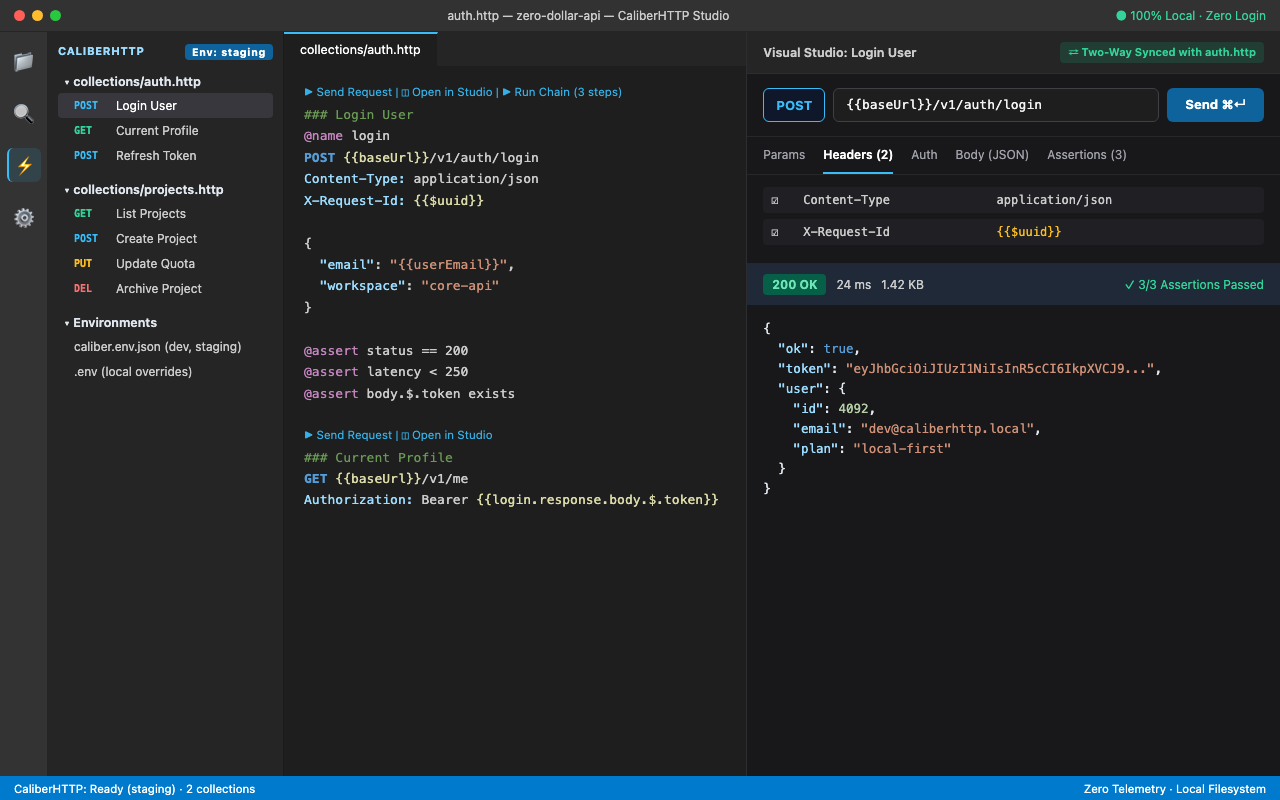 auth.http — zero-dollar-api — CaliberHTTP Studio
100% Local · Zero Login
CALIBERHTTP
Env: staging
▾ collections/auth.http
POST Login User
GET Current Profile
POST Refresh Token
▾ collections/projects.http
GET List Projects
POST Create Project
PUT Update Quota
DEL Archive Project
▾ Environments
caliber.env.json (dev, staging)
.env (local overrides)
collections/auth.http
▶ Send Request | ◫ Open in Studio | ▶ Run Chain (3 steps)
### Login User
@name login
POST {{baseUrl}}/v1/auth/login
Content-Type: application/json
X-Request-Id: {{$uuid}}
{
"email": "{{userEmail}}",
"workspace": "core-api"
}
@assert status == 200
@assert latency < 250
@assert body.$.token exists
▶ Send Request | ◫ Open in Studio
### Current Profile
GET {{baseUrl}}/v1/me
Authorization: Bearer {{login.response.body.$.token}}
Visual Studio: Login User
⇄ Two-Way Synced with auth.http
POST
{{baseUrl}}/v1/auth/login
Send ⌘↵
Params Headers (2) Auth Body (JSON) Assertions (3)
☑ Content-Type application/json
☑ X-Request-Id {{$uuid}}
200 OK 24 ms 1.42 KB ✓ 3/3 Assertions Passed
{
"ok": true,
"token": "eyJhbGciOiJIUzI1NiIsInR5cCI6IkpXVCJ9...",
"user": {
"id": 4092,
"email": "dev@caliberhttp.local",
"plan": "local-first"
}
}
CaliberHTTP: Ready (staging) · 2 collections
Zero Telemetry · Local Filesystem